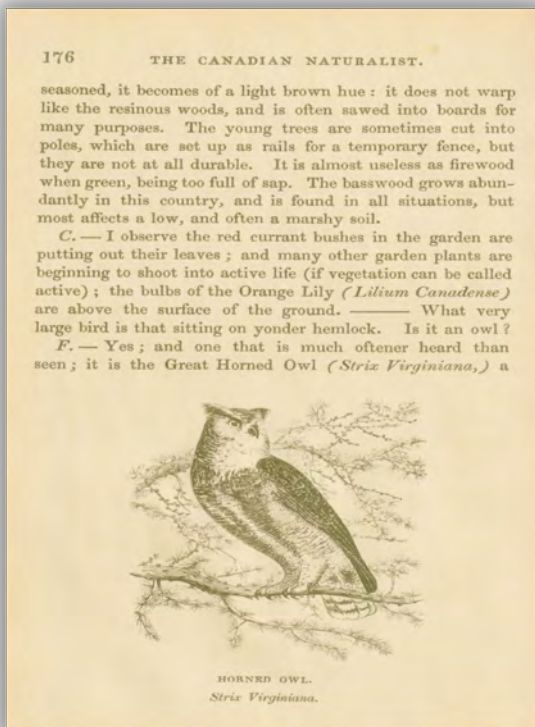 176 THE CANADIAN NATURALIST.
seasoned, it becomes of a light brown hue : it does not warp
like the resinous woods, and is often sawed into boards for
many purposes. The young trees are sometimes cut into
poles, which are set up as rails for a temporary fence, but
they are not at all durable. It is almost useless as firewood
when green, being too full of sap. The basswood grows abun-
dantly in this country, and is found in all situations, but
most affects a low, and often a marshy soil.
C. — I observe the red currant bushes in the garden are
putting out their leaves ; and many other garden plants are
beginning to shoot into active life (if vegetation can be called
active) ; the bulbs of the Orange Lily (Lilium Canadense)
are above the surface of the ground. ——— What very
large bird is that sitting on yonder hemlock. Is it an owl ?
F. — Yes ; and one that is much oftener heard than
seen ; it is the Great Horned Owl (Strix Virginiana,) a
HORNED OWL.
Strix Virginiana.